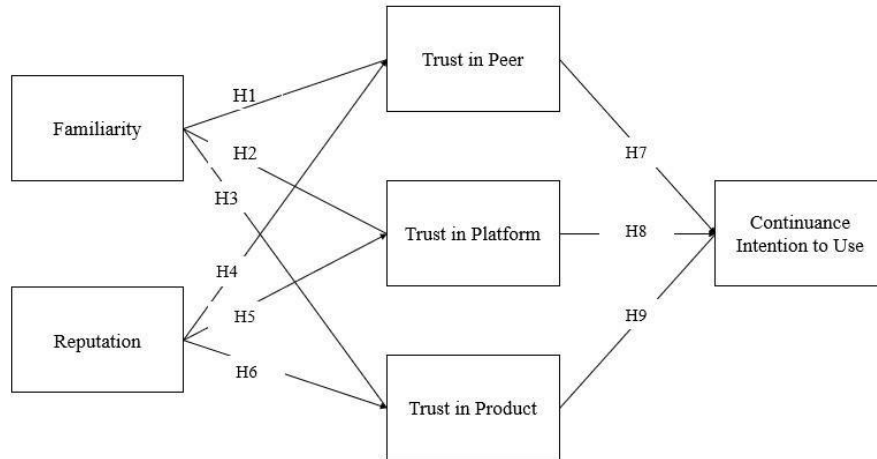 Trust in Peer
Familiarity
H1
H2
H3
H7
Trust in Platform
H8
Continuance
Intention to Use
H4
H5
H9
Reputation
H6
Trust in Product